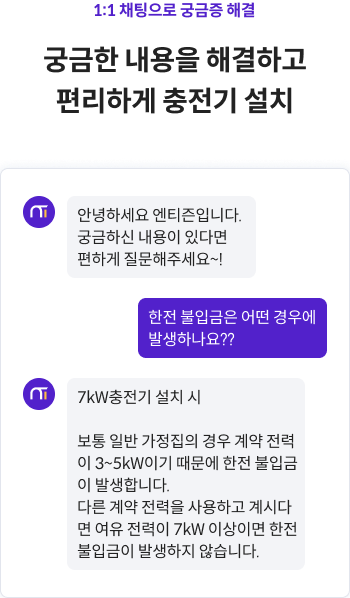 1:1 채팅으로 궁금증 해결
궁금한 내용을 해결하고
편리하게 충전기 설치
안녕하세요 엔티즌입니다.
궁금하신 내용이 있다면
편하게 질문해주세요~!
한전 불입금은 어떤 경우에
발생하나요??
7kW충전기 설치 시
보통 일반 가정집의 경우 계약 전력
이 3~5kW이기 때문에 한전 불입금
이 발생합니다.
다른 계약 전력을 사용하고 계시다
면 여유 전력이 7kW 이상이면 한전
불입금이 발생하지 않습니다.